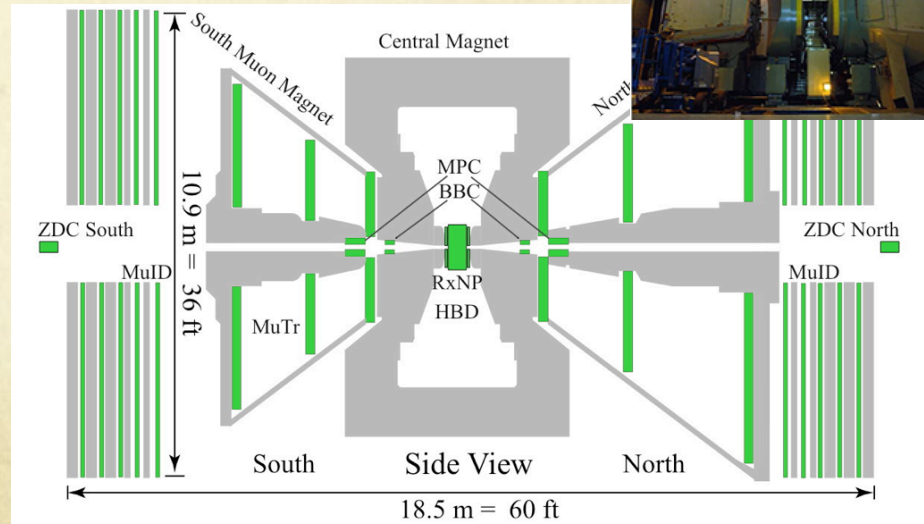 South Muon Magnet
Central Magnet
North
MPC
BBC
10.9 m = 36 ft
ZDC South
ZDC North
MuID
MuID
RxNP
HBD
MuTr
South
Side View
North
18.5 m = 60 ft